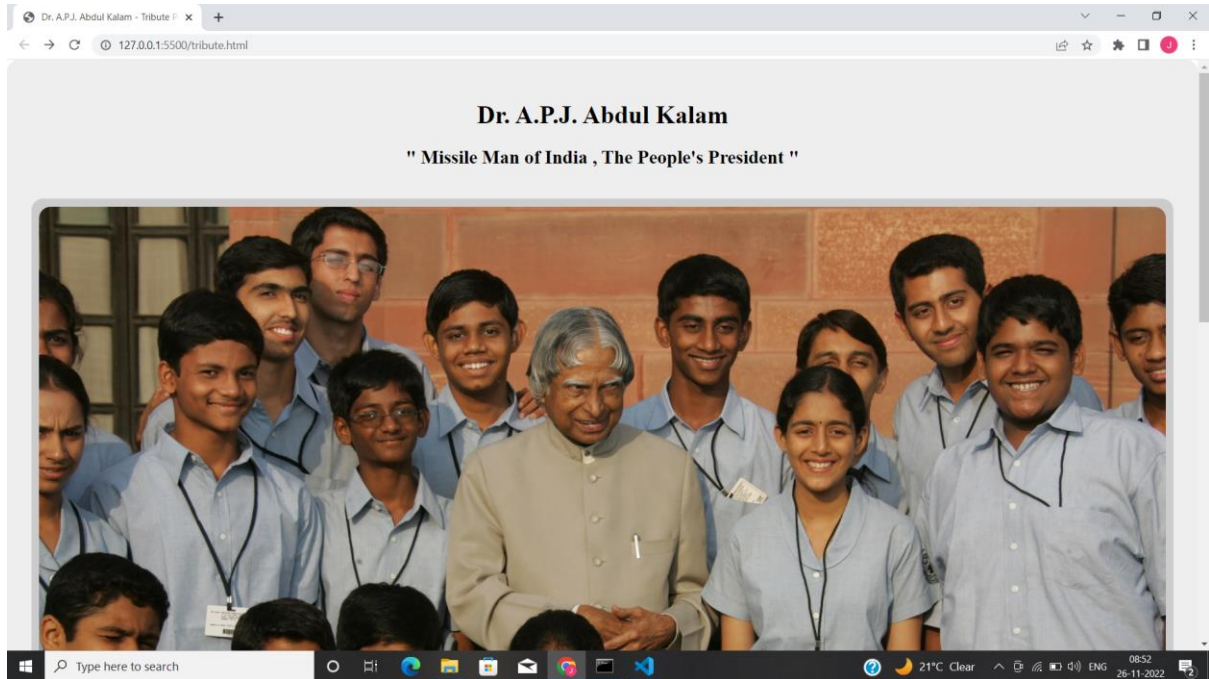 Dr. A.P.J. Abdul Kalam - Tribute P
127.0.0.1:5500/tribute.html
J
Dr. A.P.J. Abdul Kalam
" Missile Man of India , The People's President "
Type here to search
21°C Clear
ENG
08:52
26-11-2022
2